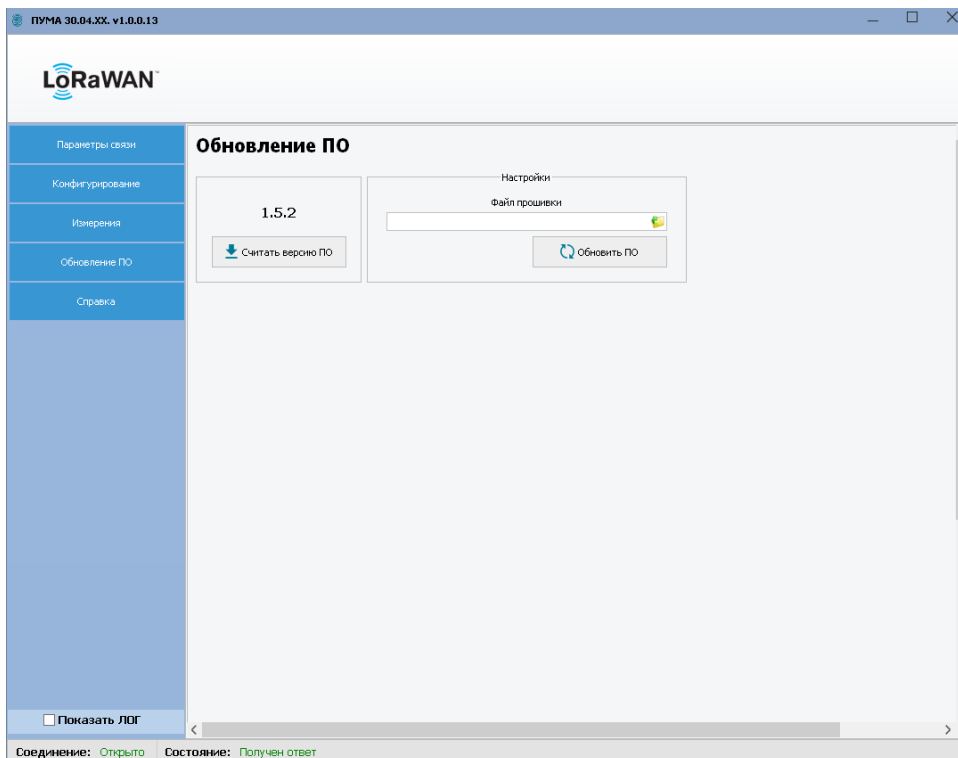 ПУМА 30.04.XX. v1.0.0.13
LoRaWAN™
Параметры связи
Конфигурирование
Измерения
Обновление ПО
Справка
Обновление ПО
1.5.2
Считать версию ПО
Настройки
Файл прошивки
Обновить ПО
Показать ЛОГ
Соединение: Открыто Состояние: Получен ответ